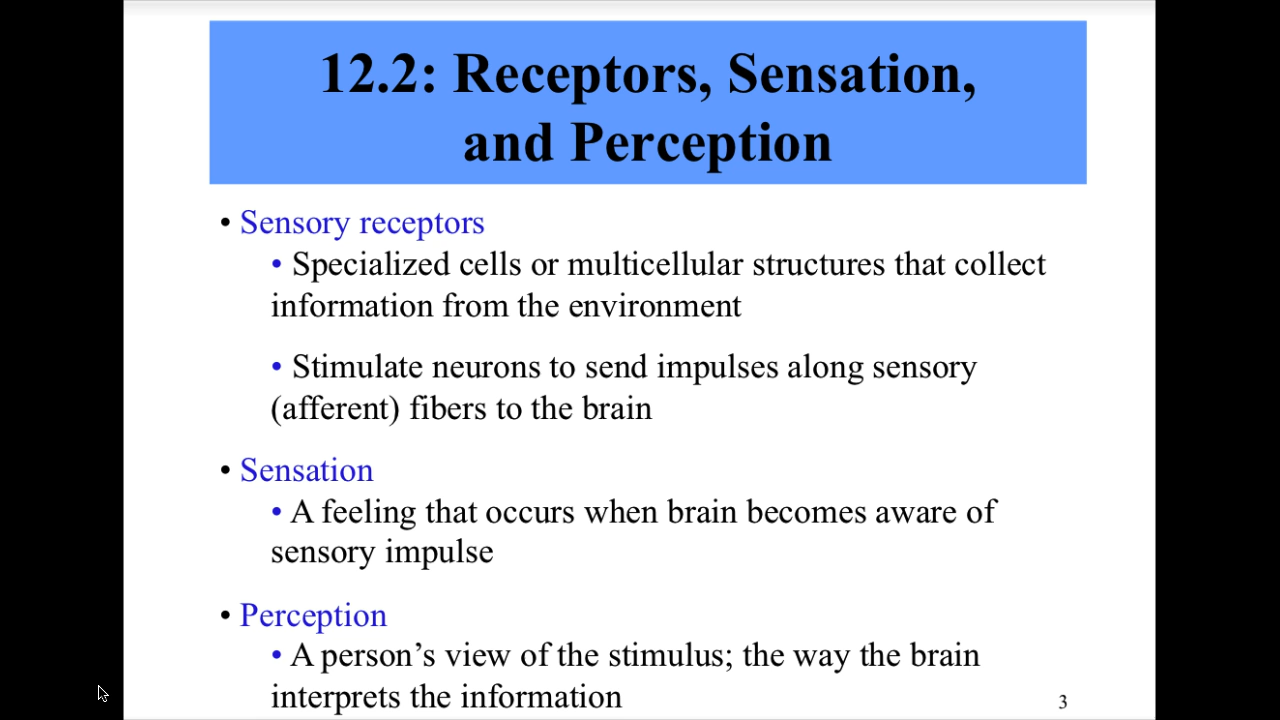 12.2: Receptors, Sensation,
and Perception
• Sensory receptors
• Specialized cells or multicellular structures that collect
information from the environment
• Stimulate neurons to send impulses along sensory
(afferent) fibers to the brain
• Sensation
• A feeling that occurs when brain becomes aware of
sensory impulse
• Perception
• A person’s view of the stimulus; the way the brain
interprets the information
3